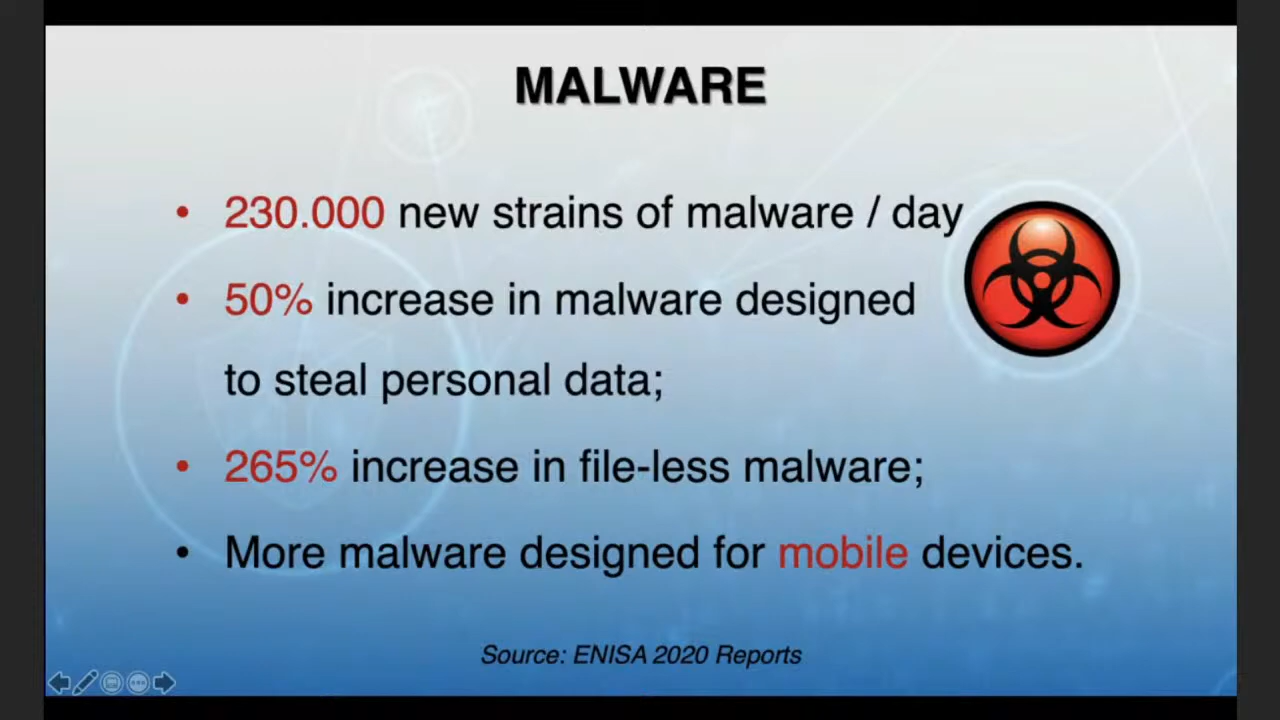 MALWARE
• 230.000 new strains of malware / day
• 50% increase in malware designed
to steal personal data;
• 265% increase in file-less malware;
• More malware designed for mobile devices.
Source: ENISA 2020 Reports